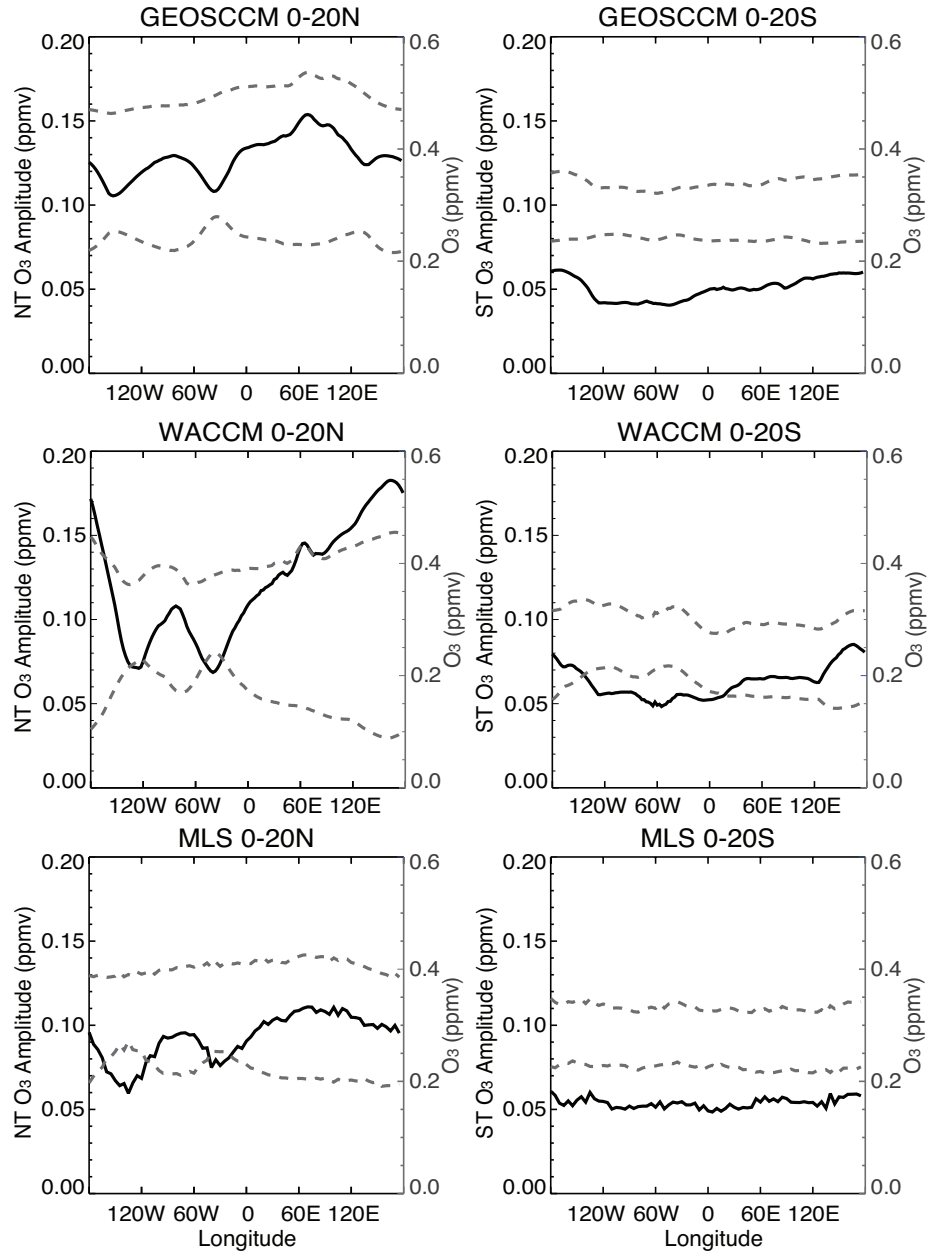 GEOSCCM 0-20N
0.20
0.15
0.10
0.05
0.00
NT O3 Amplitude (ppmv)
0.6
0.4
0.2
0.0
O3 (ppmv)
120W 60W 0 60E 120E
GEOSCCM 0-20S
0.20
0.15
0.10
0.05
0.00
ST O3 Amplitude (ppmv)
0.6
0.4
0.2
0.0
O3 (ppmv)
120W 60W 0 60E 120E
WACCM 0-20N
0.20
0.15
0.10
0.05
0.00
NT O3 Amplitude (ppmv)
0.6
0.4
0.2
0.0
O3 (ppmv)
120W 60W 0 60E 120E
WACCM 0-20S
0.20
0.15
0.10
0.05
0.00
ST O3 Amplitude (ppmv)
0.6
0.4
0.2
0.0
O3 (ppmv)
120W 60W 0 60E 120E
MLS 0-20N
0.20
0.15
0.10
0.05
0.00
NT O3 Amplitude (ppmv)
0.6
0.4
0.2
0.0
O3 (ppmv)
120W 60W 0 60E 120E
Longitude
MLS 0-20S
0.20
0.15
0.10
0.05
0.00
ST O3 Amplitude (ppmv)
0.6
0.4
0.2
0.0
O3 (ppmv)
120W 60W 0 60E 120E
Longitude